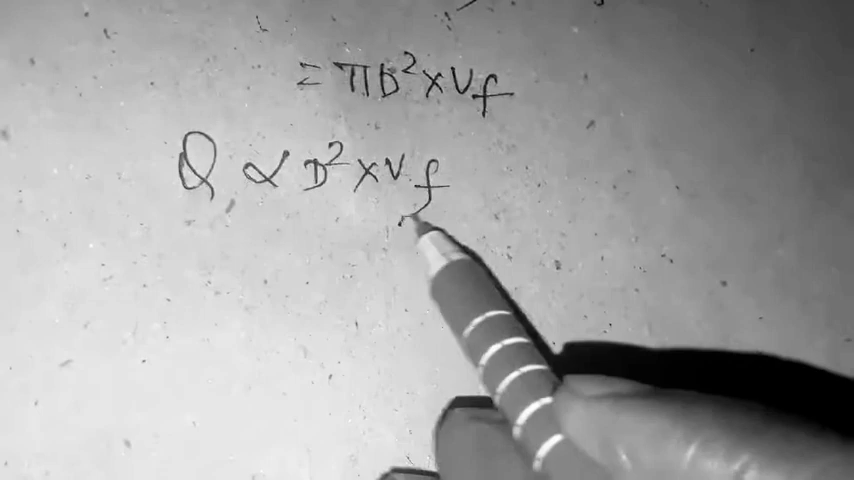 = πD²×Vf
Q ∝ D²×Vf